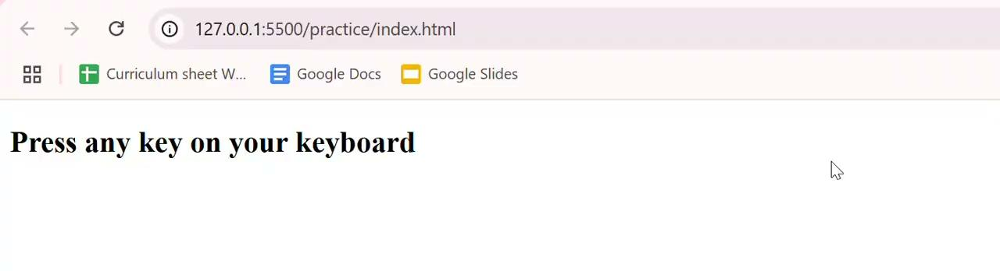 127.0.0.1:5500/practice/index.html
Curriculum sheet W... Google Docs Google Slides
Press any key on your keyboard